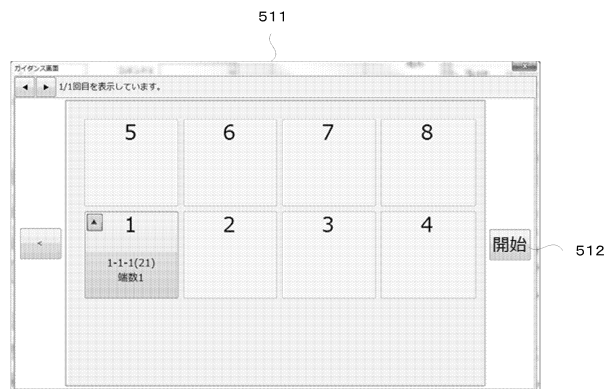 511
ガイダンス画面
1/1回目を表示しています。
5 6 7 8
1 2 3 4
1-1-1(21)
端数1
<
開始
512